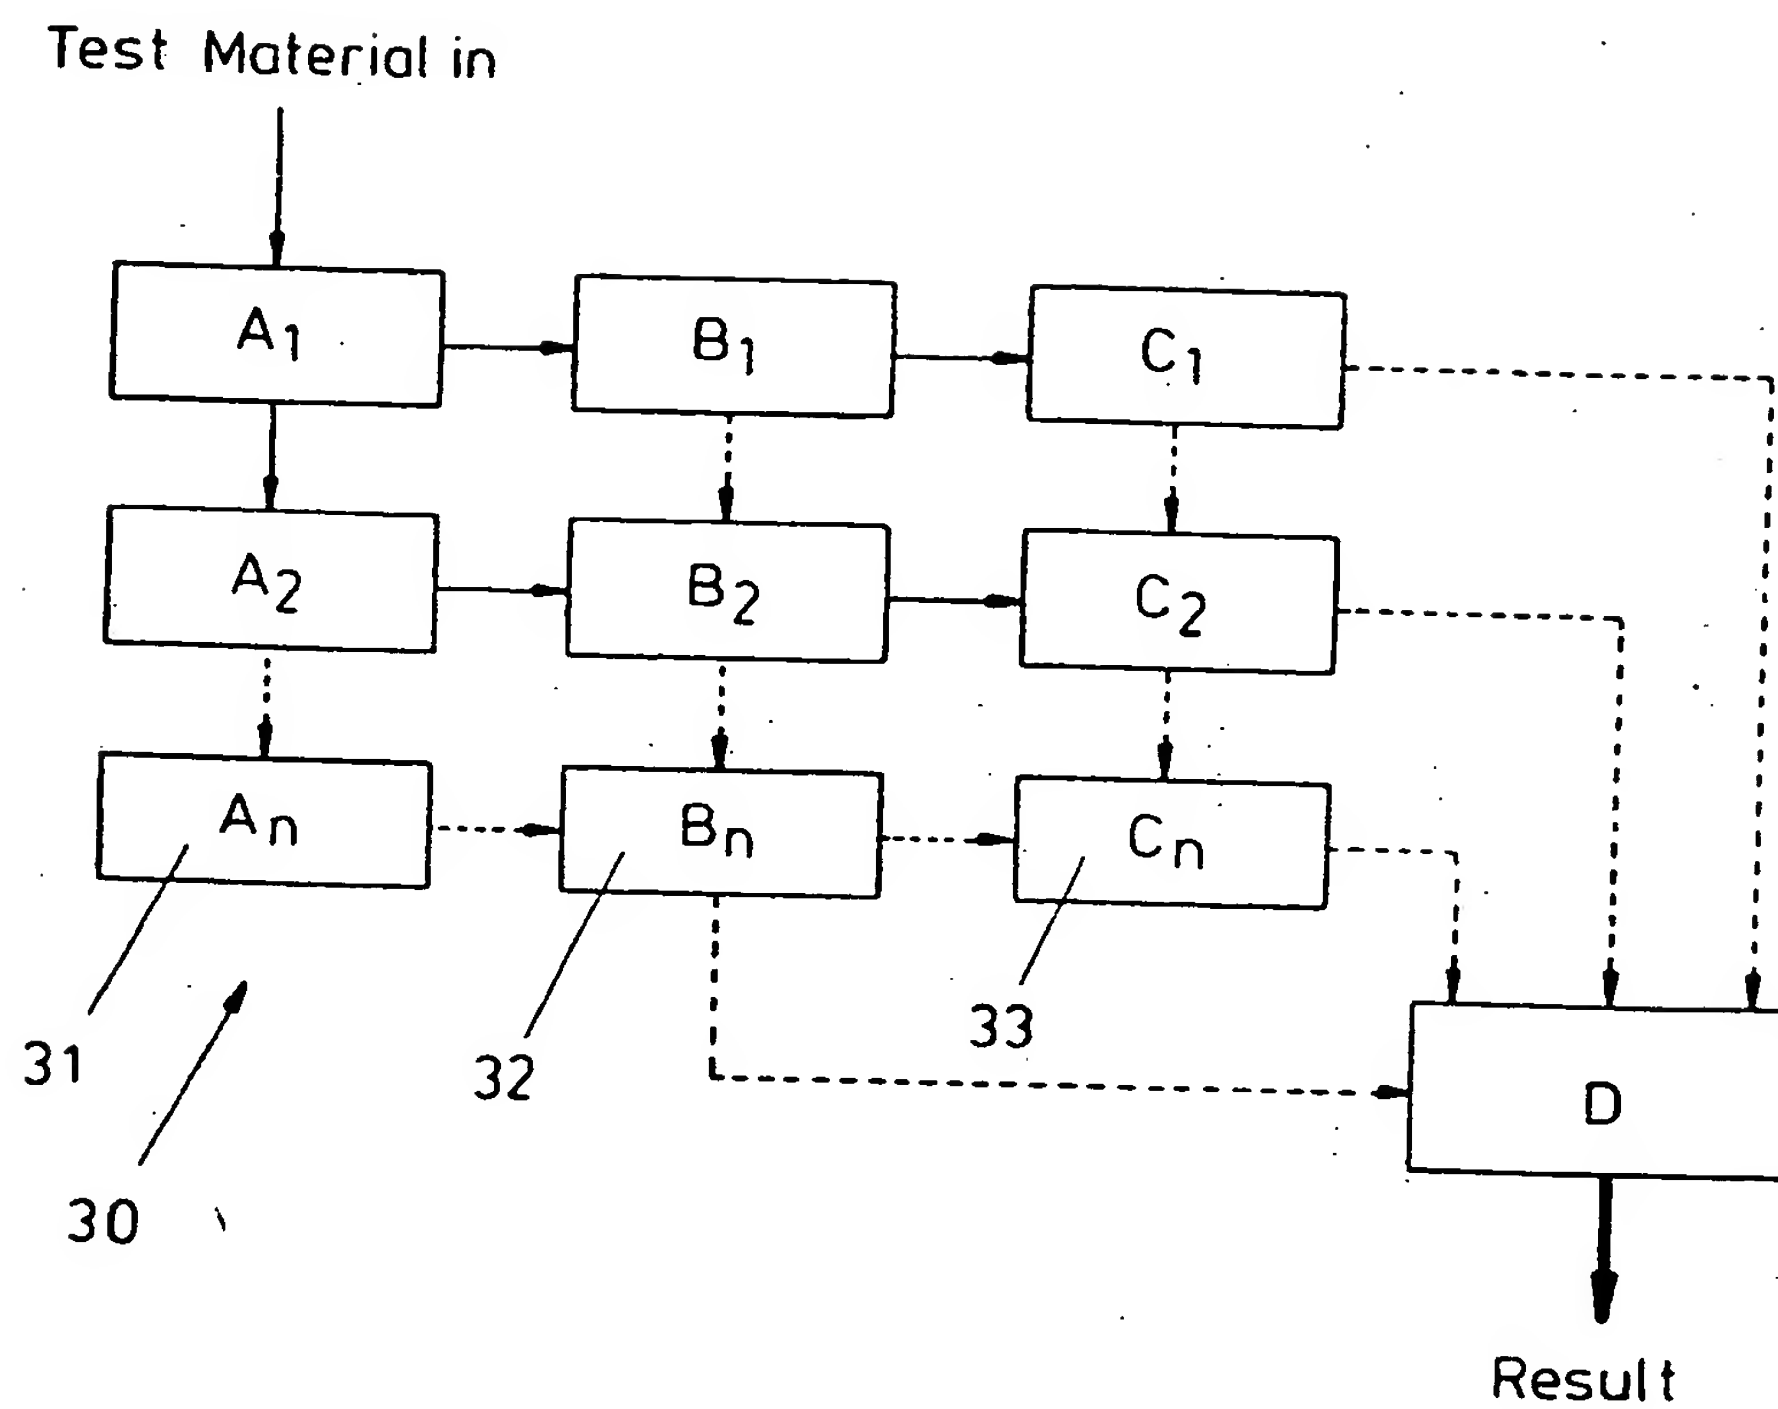 Test Material in
A1
B1
C1
A2
B2
C2
An
Bn
Cn
31
32
33
30
D
Result